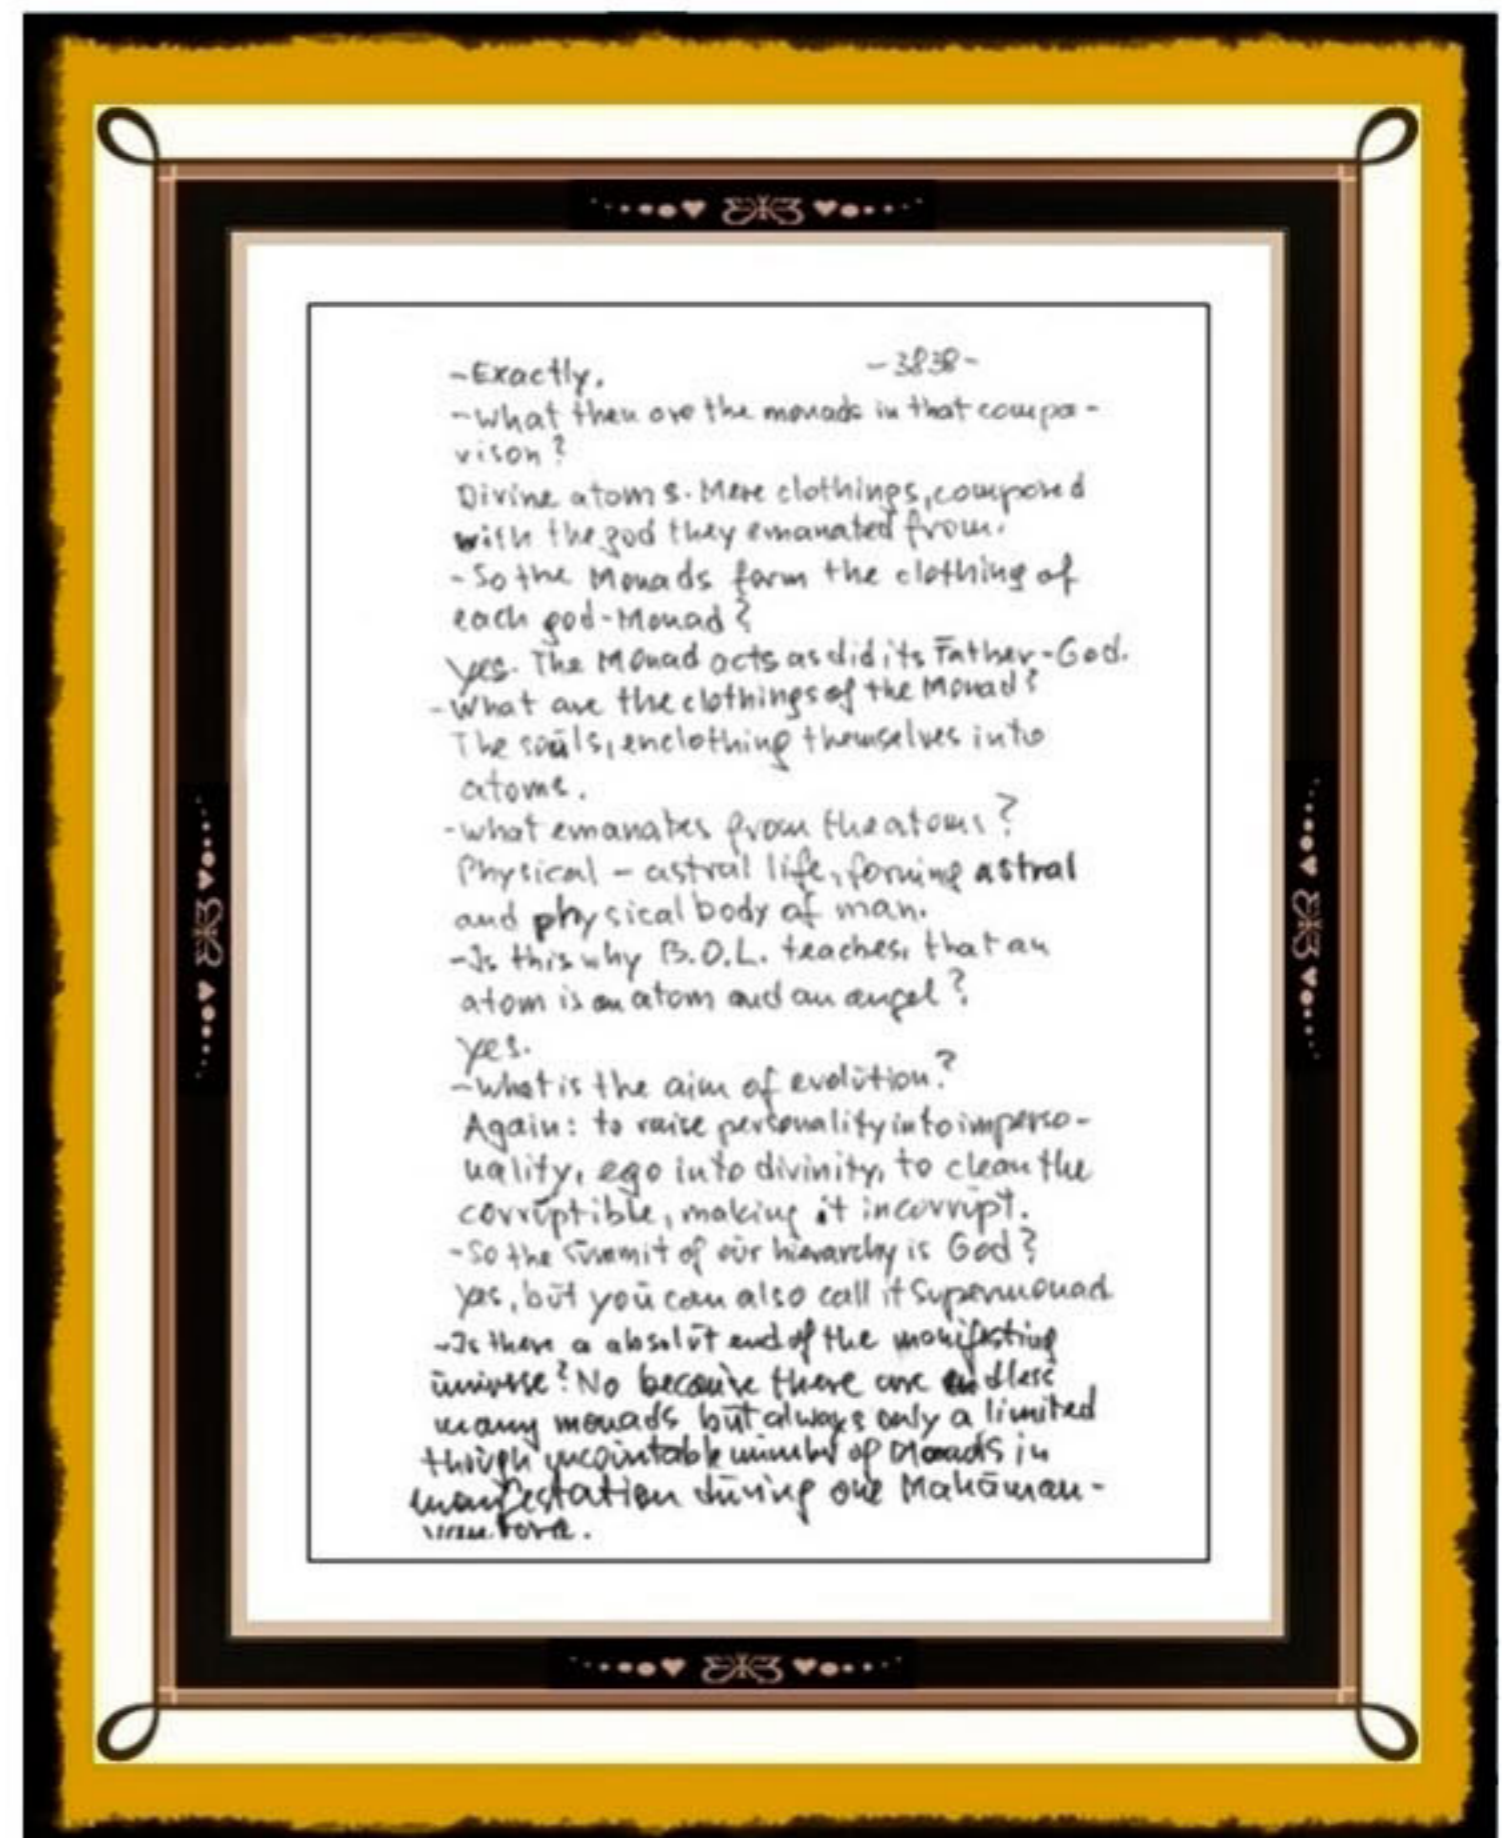 -Exactly. -3838-
-What then are the monads in that compa-
rison?
Divine atoms. Mere clothings, compared
with the god they emanated from.
-So the Monads form the clothing of
each god-Monad?
Yes. The Monad acts as did its Father-God.
-What are the clothings of the Monad?
The souls, enclothing themselves into
atoms.
-What emanates from the atoms?
Physical - astral life, forming astral
and physical body of man.
-Is this why B.O.L. teaches, that an
atom is an atom and an angel?
Yes.
-What is the aim of evolution?
Again: to raise personality into imperso-
nality, ego into divinity, to clean the
corruptible, making it incorrupt.
-So the summit of our hierarchy is God?
Yes, but you can also call it Supermonad
-Is there a absolut end of the manifesting
universe? No because there are endless
many monads but always only a limited
though uncountable number of Monads in
manifestation during one Mahāman-
vantara.